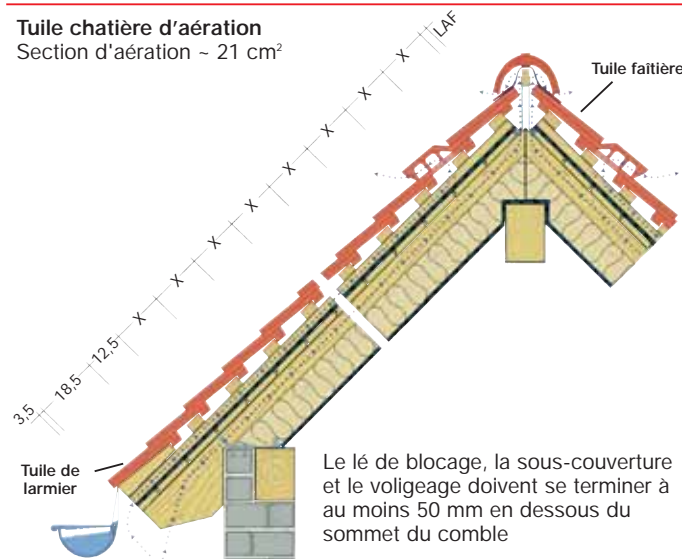 Tuile chatière d'aération
Section d'aération ~ 21 cm²
LAF
X
X
X
X
X
X
X
12,5
18,5
3,5
Tuile faîtière
Tuile de
larmier
Le lé de blocage, la sous-couverture
et le voligeage doivent se terminer à
au moins 50 mm en dessous du
sommet du comble